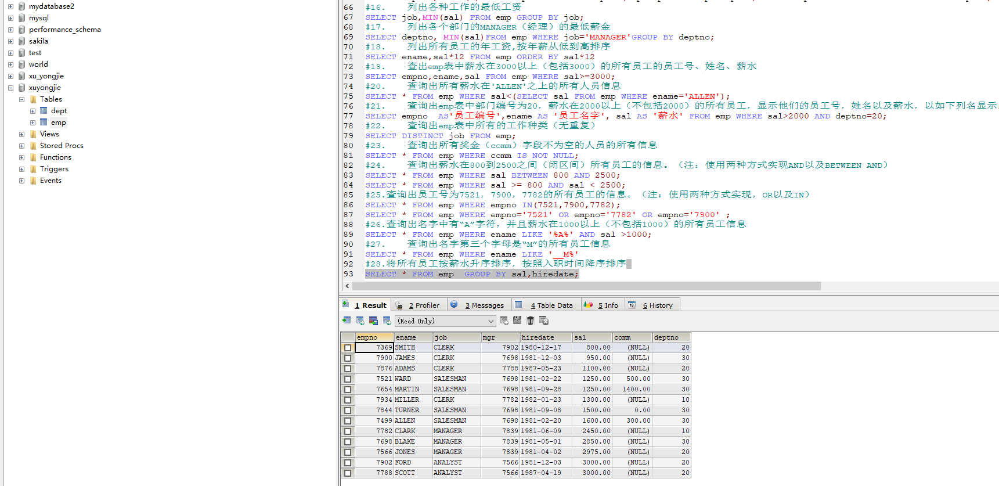 mydatabase2
mysql
performance_schema
sakila
test
world
xu_yongjie
xuyongjie
Tables
dept
emp
Views
Stored Procs
Functions
Triggers
Events
66 #16. 列出各种工作的最低工资
67 SELECT job,MIN(sal) FROM emp GROUP BY job;
68 #17. 列出各个部门的MANAGER（经理）的最低薪金
69 SELECT deptno, MIN(sal)FROM emp WHERE job='MANAGER'GROUP BY deptno;
70 #18. 列出所有员工的年工资,按年薪从低到高排序
71 SELECT ename,sal*12 FROM emp ORDER BY sal*12
72 #19. 查出emp表中薪水在3000以上（包括3000）的所有员工的员工号、姓名、薪水
73 SELECT empno,ename,sal FROM emp WHERE sal>=3000;
74 #20. 查询出所有薪水在'ALLEN'之上的所有人员信息
75 SELECT * FROM emp WHERE sal<(SELECT sal FROM emp WHERE ename='ALLEN');
76 #21. 查询出emp表中部门编号为20，薪水在2000以上（不包括2000）的所有员工，显示他们的员工号，姓名以及薪水，以如下列名显示
77 SELECT empno AS'员工编号',ename AS '员工名字', sal AS '薪水' FROM emp WHERE sal>2000 AND deptno=20;
78 #22. 查询出emp表中所有的工作种类（无重复）
79 SELECT DISTINCT job FROM emp;
80 #23. 查询出所有奖金（comm）字段不为空的人员的所有信息
81 SELECT * FROM emp WHERE comm IS NOT NULL;
82 #24. 查询出薪水在800到2500之间（闭区间）所有员工的信息。（注：使用两种方式实现AND以及BETWEEN AND）
83 SELECT * FROM emp WHERE sal BETWEEN 800 AND 2500;
84 SELECT * FROM emp WHERE sal >= 800 AND sal < 2500;
85 #25.查询出员工号为7521，7900，7782的所有员工的信息。（注：使用两种方式实现，OR以及IN）
86 SELECT * FROM emp WHERE empno IN(7521,7900,7782);
87 SELECT * FROM emp WHERE empno='7521' OR empno='7782' OR empno='7900' ;
88 #26.查询出名字中有“A”字符，并且薪水在1000以上（不包括1000）的所有员工信息
89 SELECT * FROM emp WHERE ename LIKE '%A%' AND sal >1000;
90 #27. 查询出名字第三个字母是“M”的所有员工信息
91 SELECT * FROM emp WHERE ename LIKE '__M%'
92 #28.将所有员工按薪水升序排序，按照入职时间降序排序
93 SELECT * FROM emp GROUP BY sal,hiredate;
1 Result 2 Profiler 3 Messages 4 Table Data 5 Info 6 History
(Read Only)
empno ename job mgr hiredate sal comm deptno
7369 SMITH CLERK 7902 1980-12-17 800.00 (NULL) 20
7900 JAMES CLERK 7698 1981-12-03 950.00 (NULL) 30
7876 ADAMS CLERK 7788 1987-05-23 1100.00 (NULL) 20
7521 WARD SALESMAN 7698 1981-02-22 1250.00 500.00 30
7654 MARTIN SALESMAN 7698 1981-09-28 1250.00 1400.00 30
7934 MILLER CLERK 7782 1982-01-23 1300.00 (NULL) 10
7844 TURNER SALESMAN 7698 1981-09-08 1500.00 0.00 30
7499 ALLEN SALESMAN 7698 1981-02-20 1600.00 300.00 30
7782 CLARK MANAGER 7839 1981-06-09 2450.00 (NULL) 10
7698 BLAKE MANAGER 7839 1981-05-01 2850.00 (NULL) 30
7566 JONES MANAGER 7839 1981-04-02 2975.00 (NULL) 20
7902 FORD ANALYST 7566 1981-12-03 3000.00 (NULL) 20
7788 SCOTT ANALYST 7566 1987-04-19 3000.00 (NULL) 20